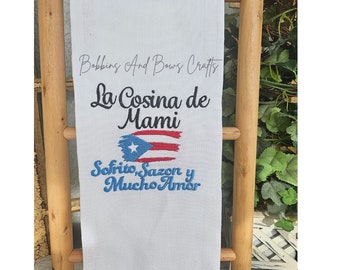 Bobbins And Bows Crafts
La Cosina de
Mami
Sofrito, Sazon y
Mucho Amor